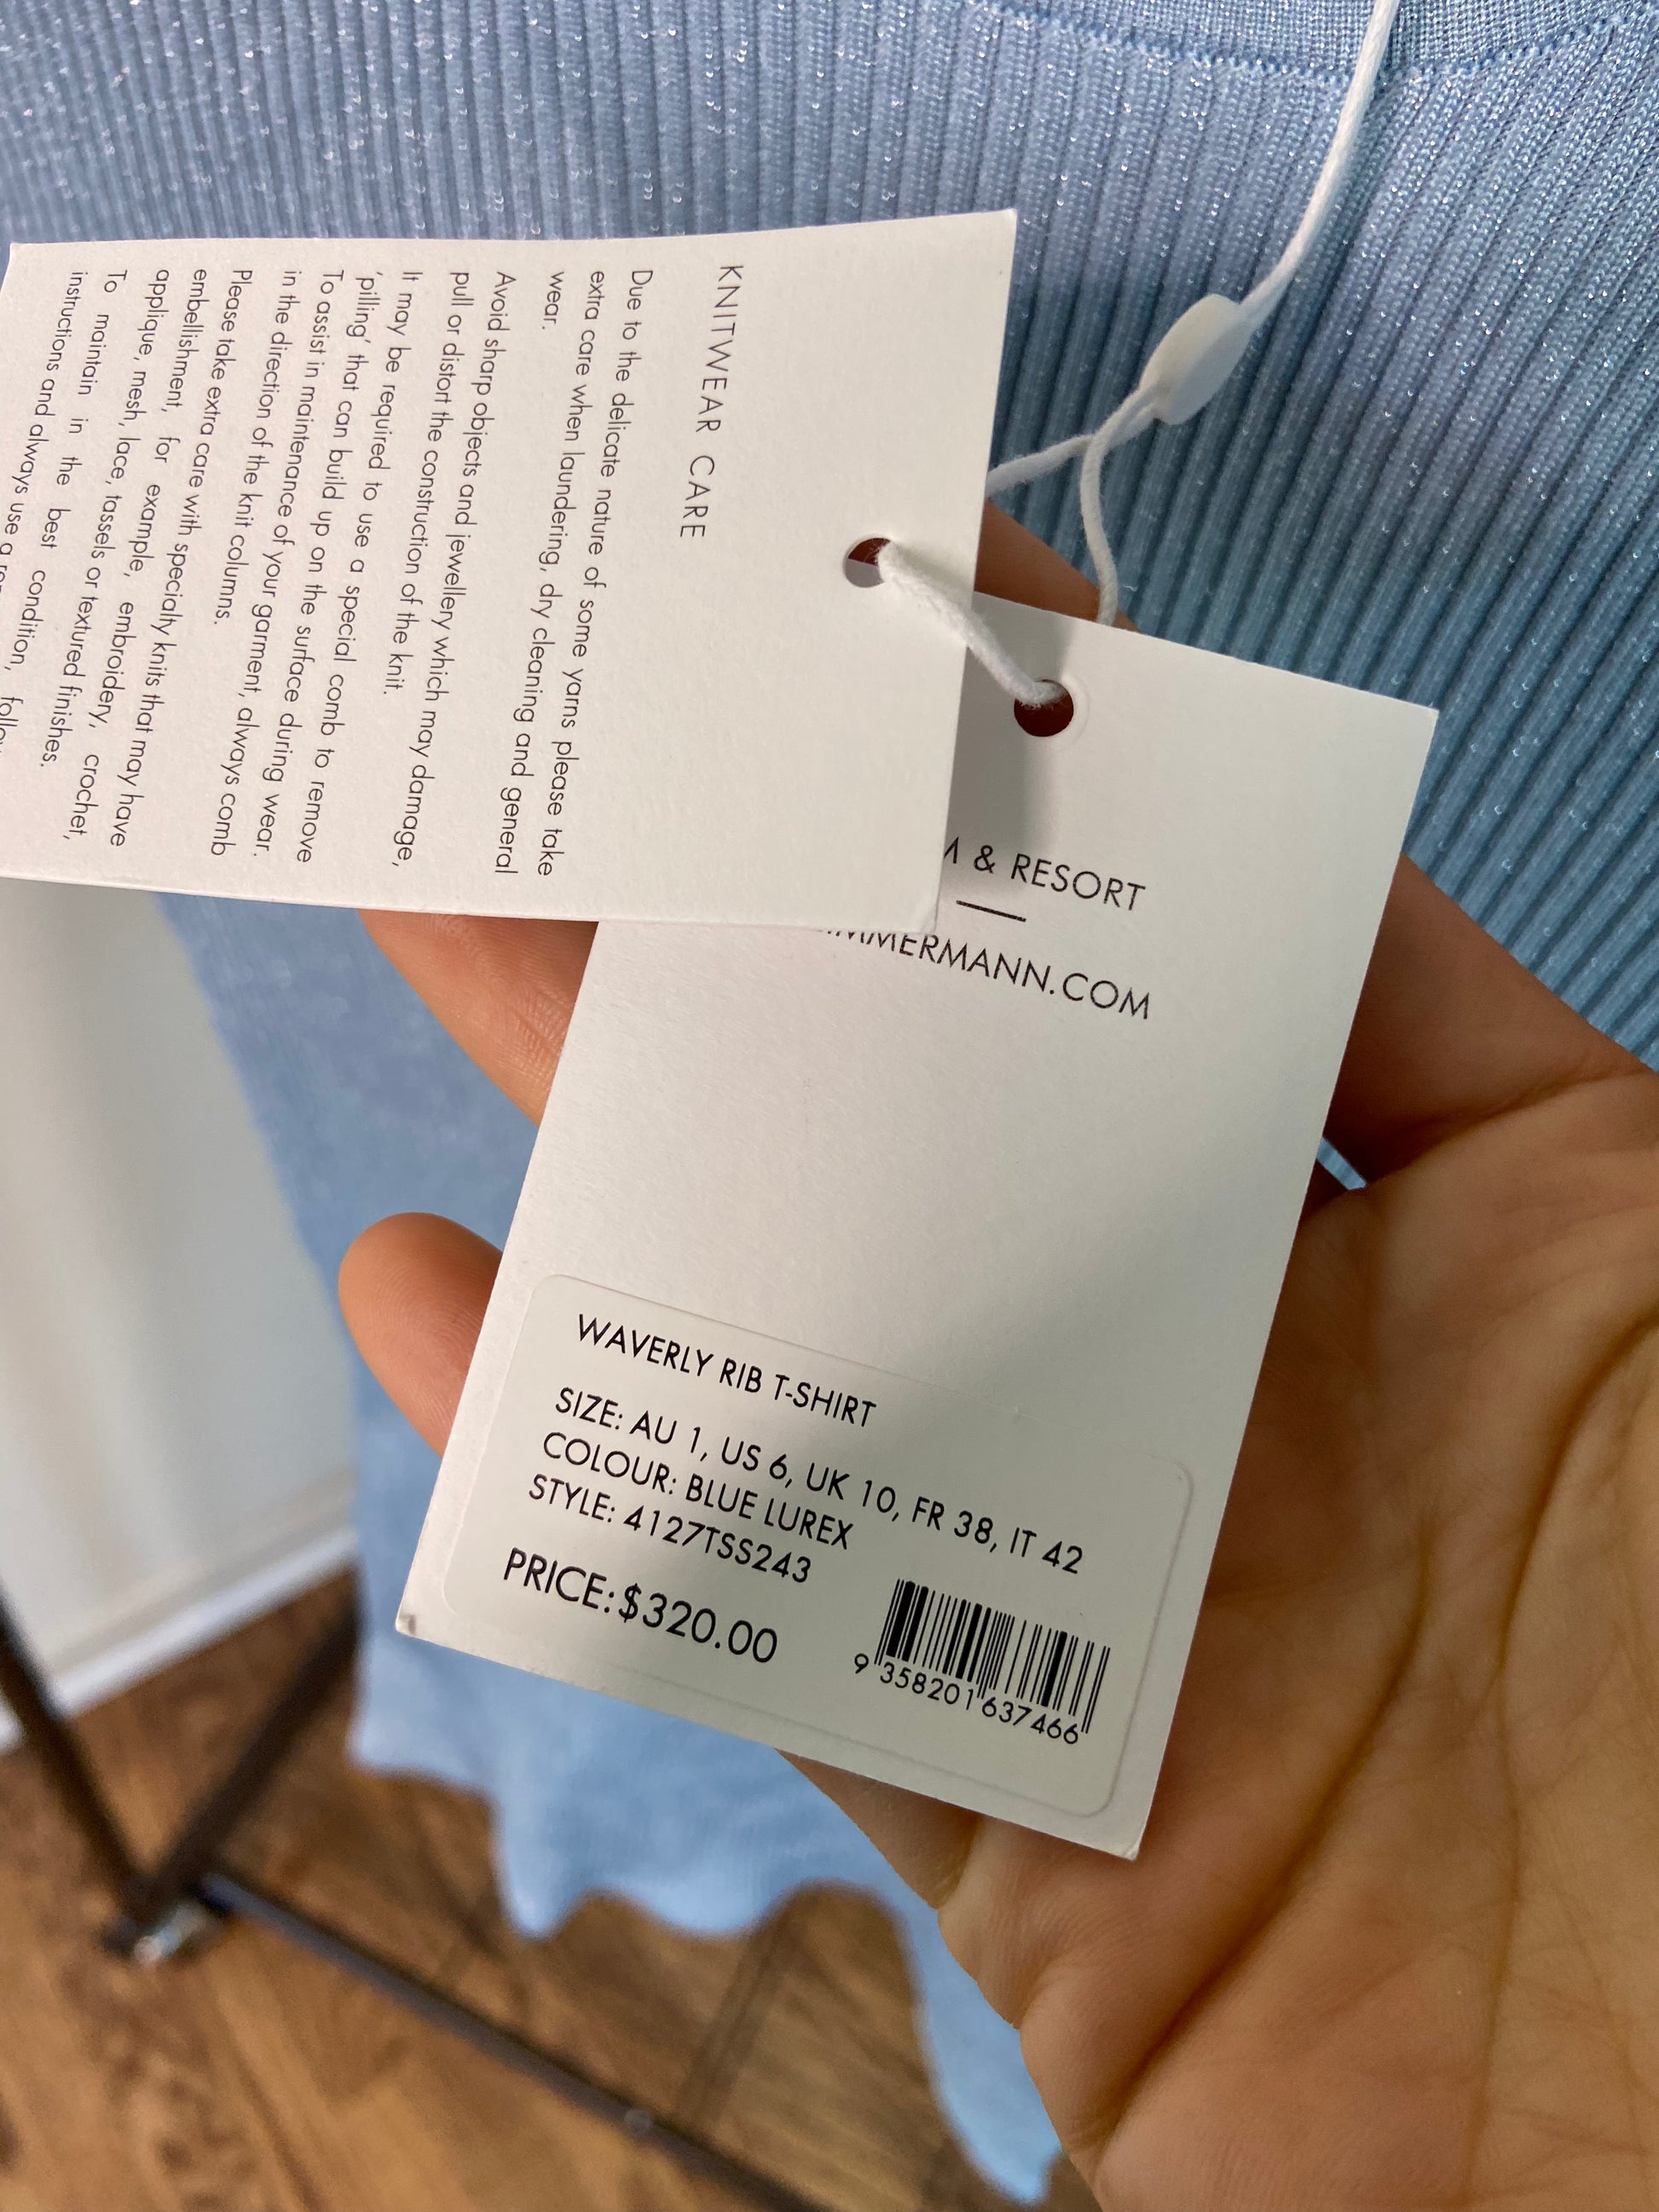 KNITWEAR CARE
Due to the delicate nature of some yarns please take
extra care when laundering, dry cleaning and general
wear.
Avoid sharp objects and jewellery which may damage,
pull or distort the construction of the knit.
It may be required to use a special comb to remove
'pilling' that can build up on the surface during wear.
To assist in maintenance of your garment, always comb
in the direction of the knit columns.
Please take extra care with specialty knits that may have
embellishment, for example, embroidery, crochet,
applique, mesh, lace, tassels or textured finishes.
To maintain in the best condition,
instructions and always use a
& RESORT
MMERMANN.COM
WAVERLY RIB T-SHIRT
SIZE: AU 1, US 6, UK 10, FR 38, IT 42
COLOUR: BLUE LUREX
STYLE: 4127TSS243
PRICE:$320.00
9 358201 637466